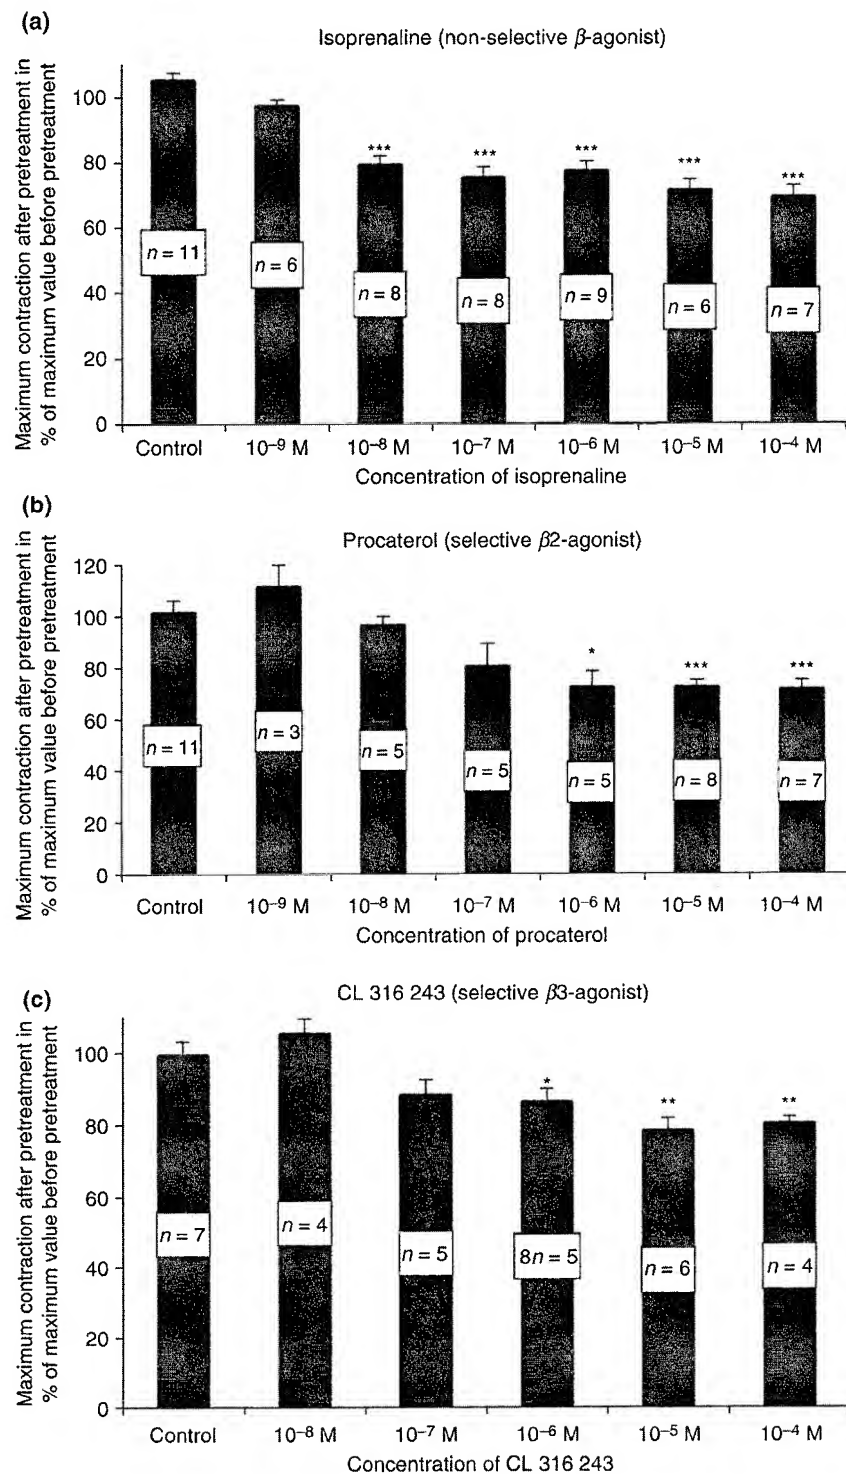 (a)
Isoprenaline (non-selective β-agonist)
Maximum contraction after pretreatment in
% of maximum value before pretreatment
100
80
60
40
20
0
*** *** *** *** ***
n = 11 n = 6 n = 8 n = 8 n = 9 n = 6 n = 7
Control 10⁻⁹ M 10⁻⁸ M 10⁻⁷ M 10⁻⁶ M 10⁻⁵ M 10⁻⁴ M
Concentration of isoprenaline
(b)
Procaterol (selective β2-agonist)
Maximum contraction after pretreatment in
% of maximum value before pretreatment
120
100
80
60
40
20
0
* *** ***
n = 11 n = 3 n = 5 n = 5 n = 5 n = 8 n = 7
Control 10⁻⁹ M 10⁻⁸ M 10⁻⁷ M 10⁻⁶ M 10⁻⁵ M 10⁻⁴ M
Concentration of procaterol
(c)
CL 316 243 (selective β3-agonist)
Maximum contraction after pretreatment in
% of maximum value before pretreatment
100
80
60
40
20
0
* ** **
n = 7 n = 4 n = 5 8n = 5 n = 6 n = 4
Control 10⁻⁸ M 10⁻⁷ M 10⁻⁶ M 10⁻⁵ M 10⁻⁴ M
Concentration of CL 316 243